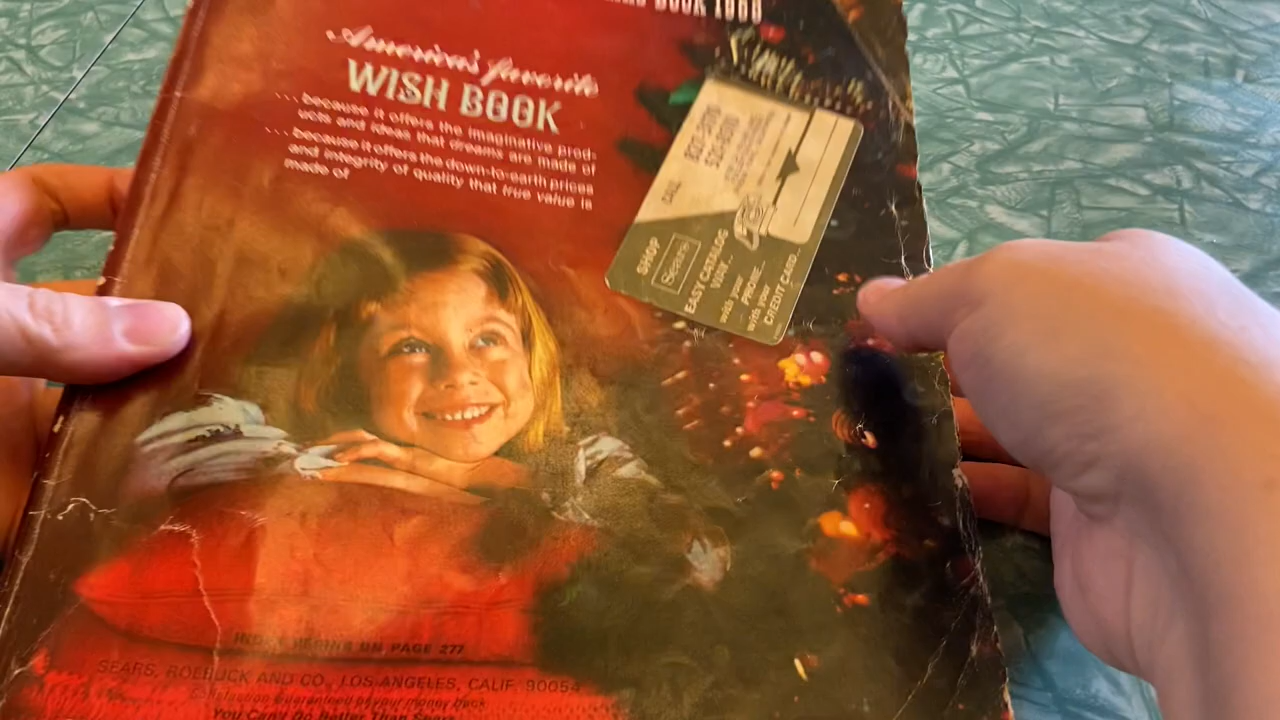 BOOK 1968
America's favorite
WISH BOOK
... because it offers the imaginative prod-
ucts and ideas that dreams are made of
... because it offers the down-to-earth prices
and integrity of quality that true value is
made of
CALL
SHOP
Sears
EASY CATALOG
with your
PHONE...
with your
CREDIT CARD
INDEX BEGINS ON PAGE 277
SEARS, ROEBUCK AND CO., LOS ANGELES, CALIF. 90054
Satisfaction guaranteed or your money back
You Can't Do Better Than Sears